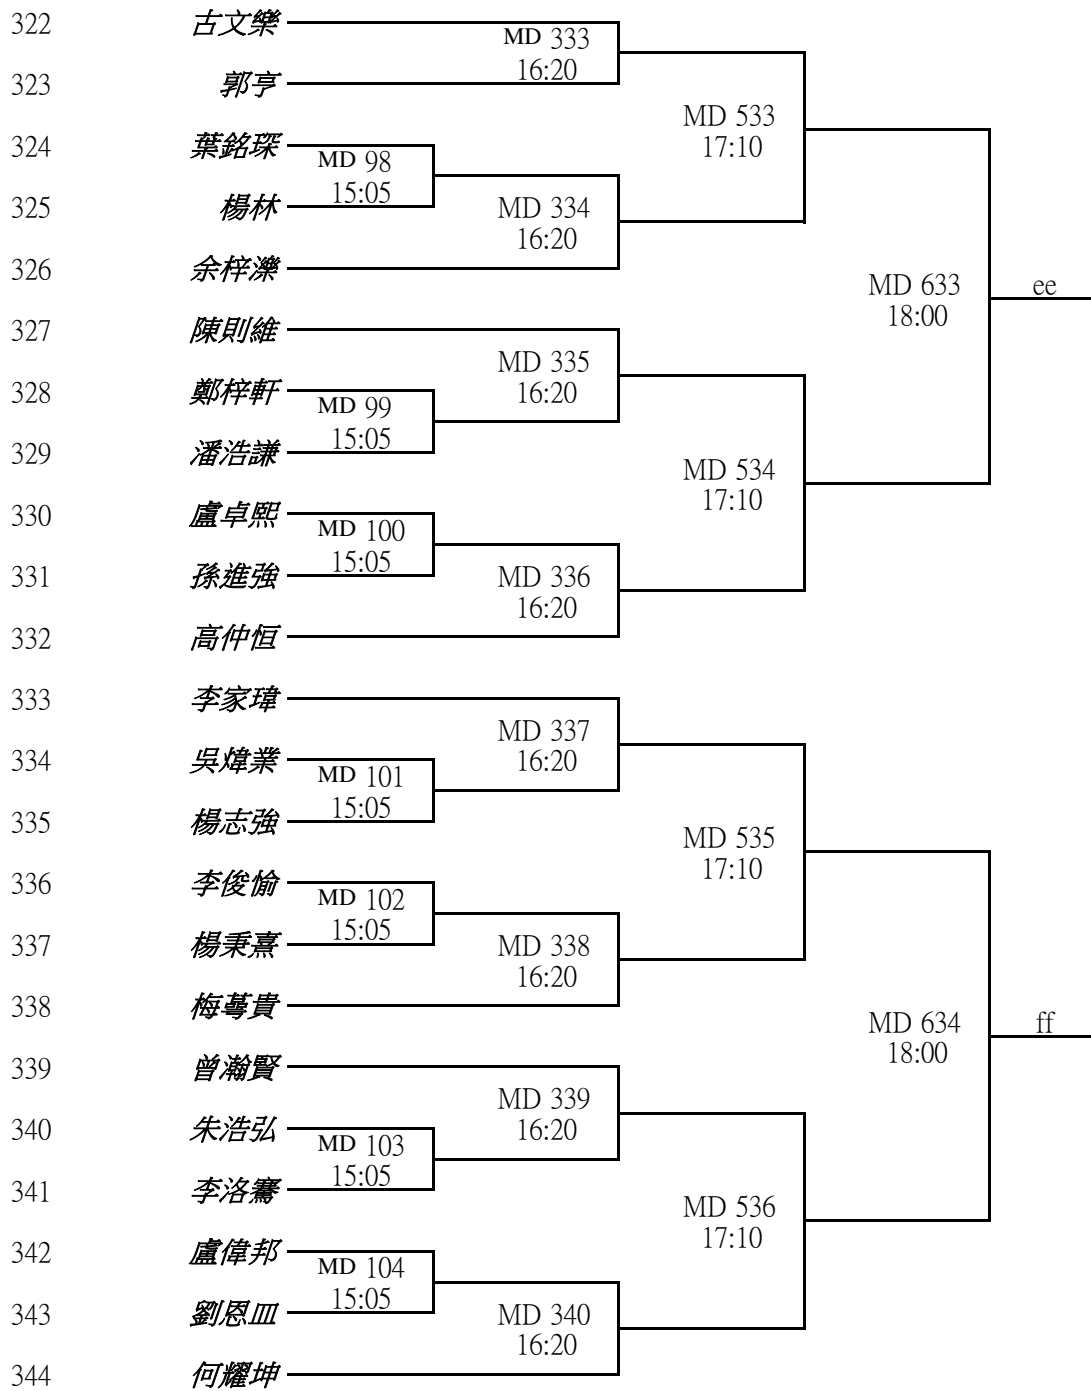 322 古文樂
MD 333
16:20
323 郭亨
MD 533
17:10
324 葉銘琛
MD 98
15:05
325 楊林
MD 334
16:20
326 余梓濼
MD 633
18:00
ee
327 陳則維
MD 335
16:20
328 鄭梓軒
MD 99
15:05
329 潘浩謙
MD 534
17:10
330 盧卓熙
MD 100
15:05
331 孫進強
MD 336
16:20
332 高仲恒
333 李家瑋
MD 337
16:20
334 吳煒業
MD 101
15:05
335 楊志強
MD 535
17:10
336 李俊愉
MD 102
15:05
337 楊秉熹
MD 338
16:20
338 梅蕚貴
MD 634
18:00
ff
339 曾瀚賢
MD 339
16:20
340 朱浩弘
MD 103
15:05
341 李洛騫
MD 536
17:10
342 盧偉邦
MD 104
15:05
343 劉恩皿
MD 340
16:20
344 何耀坤